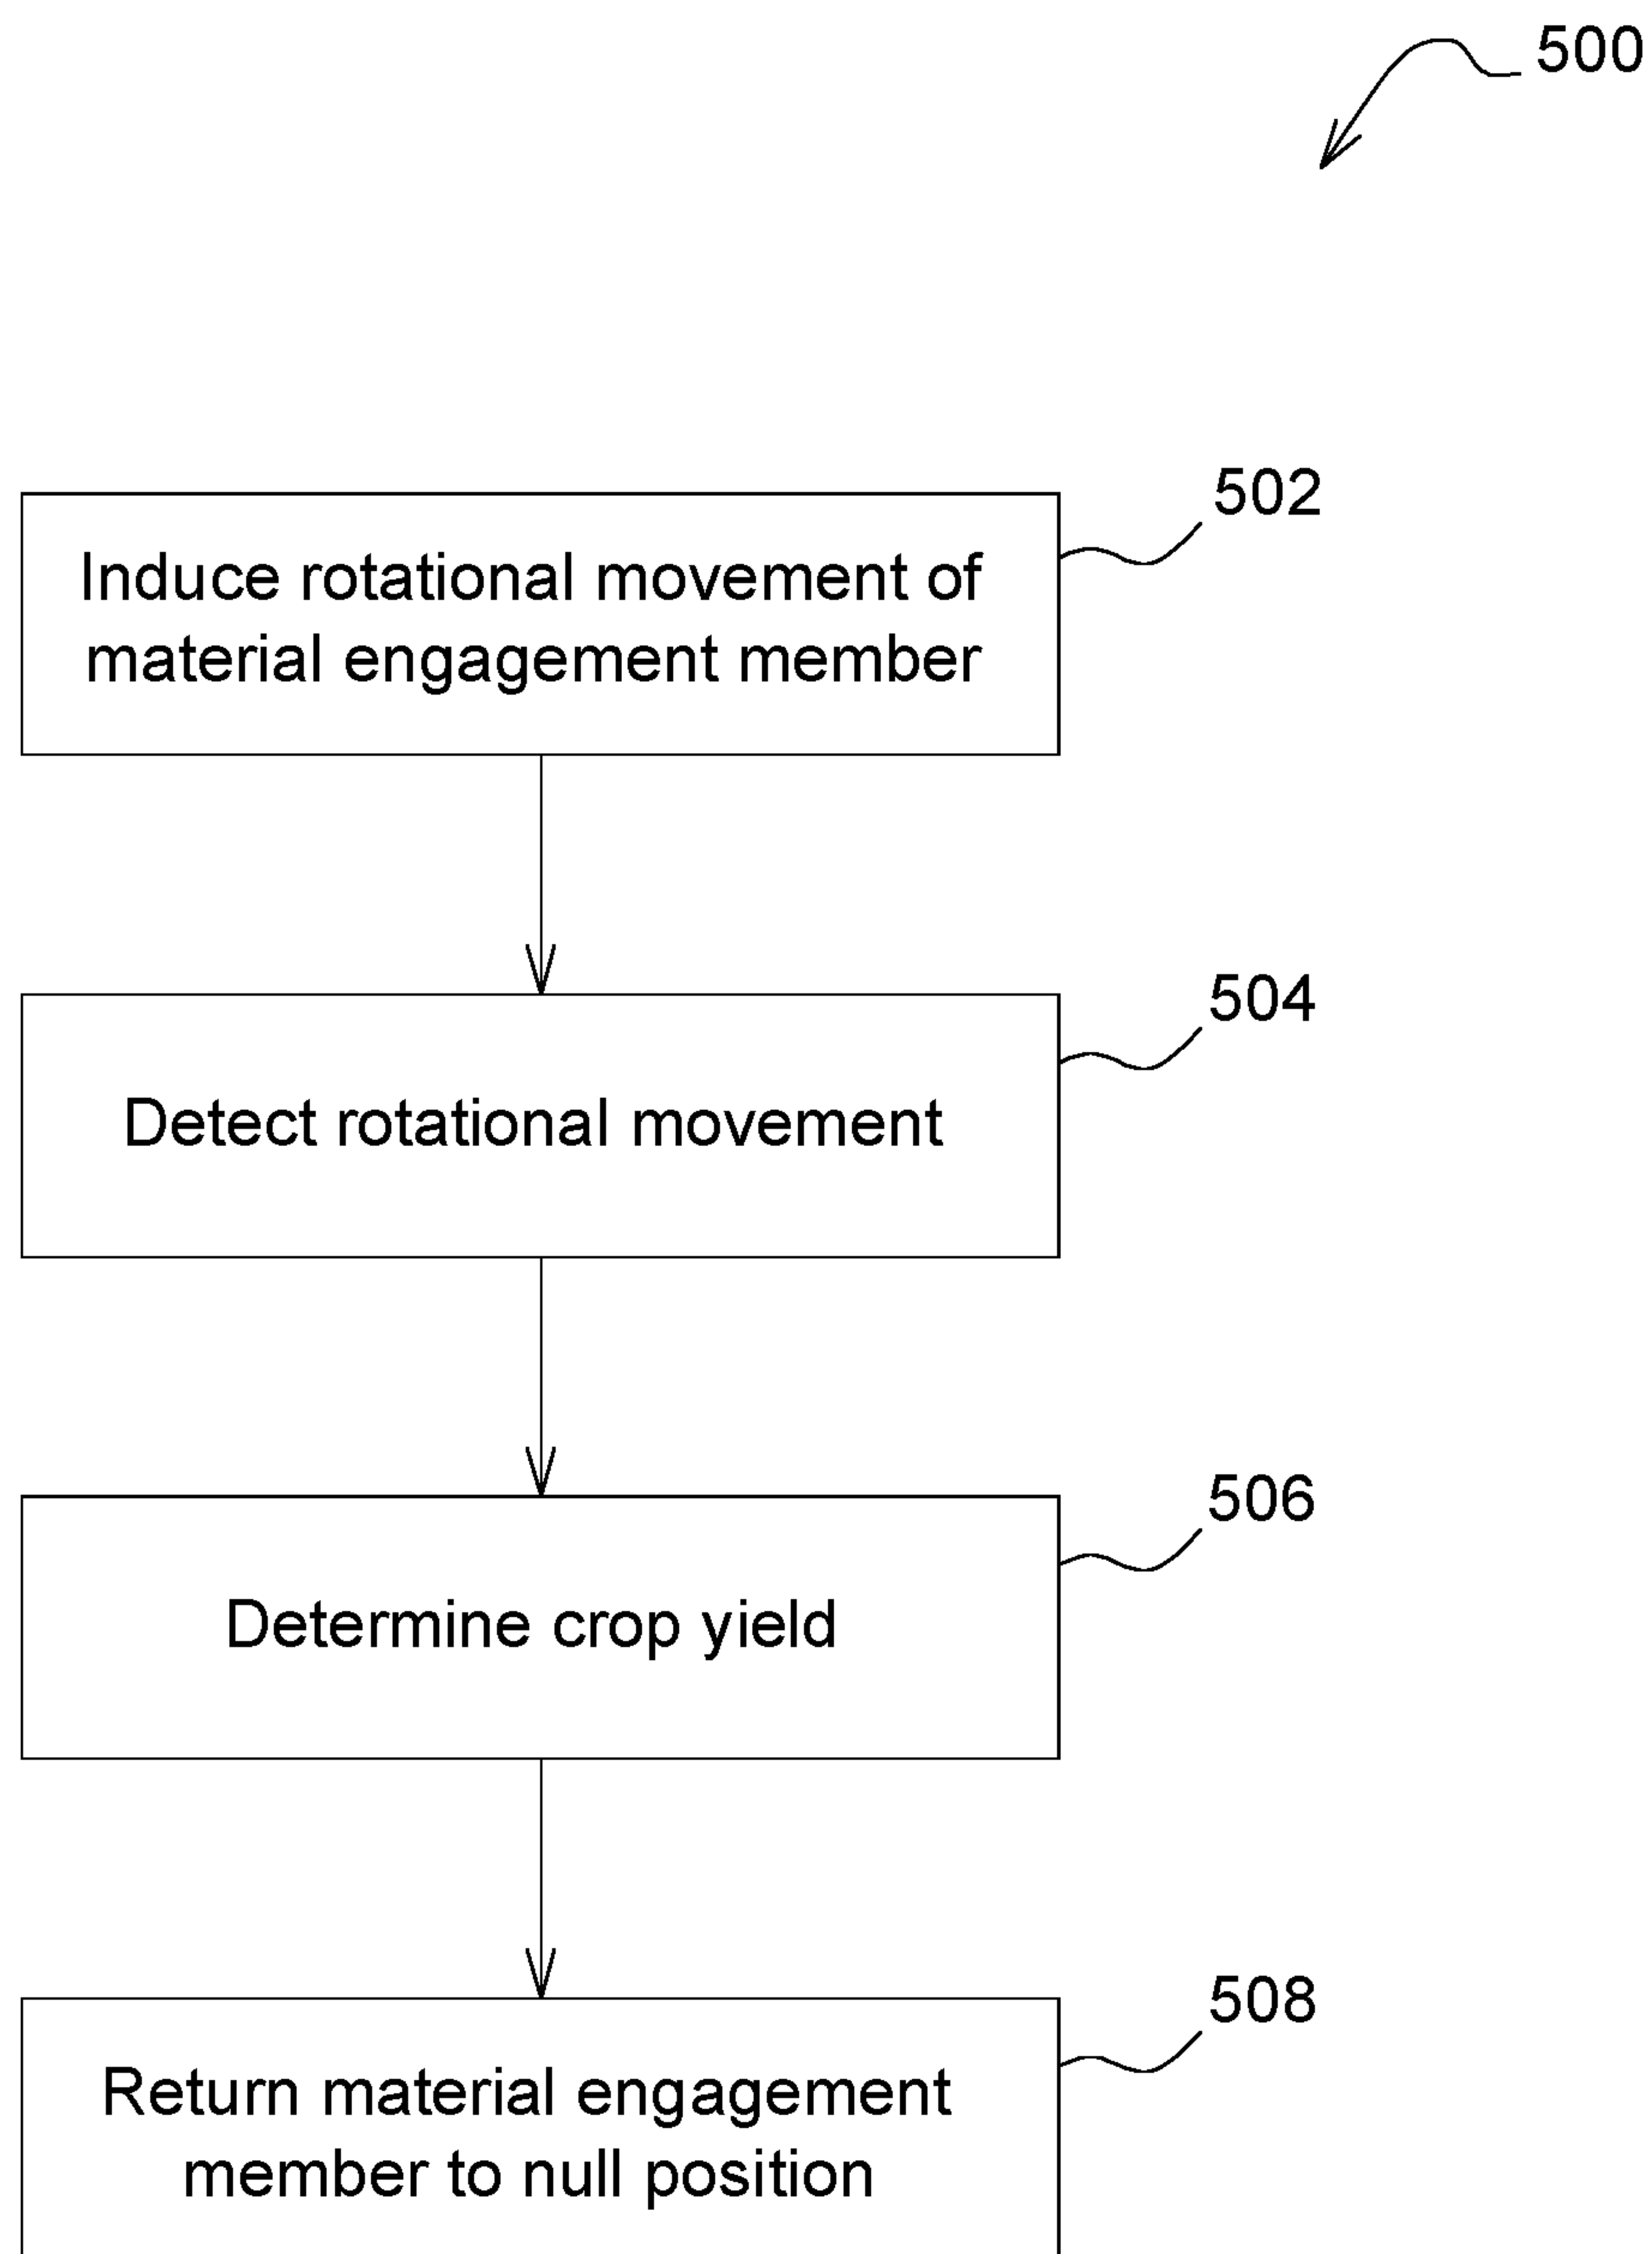 500
502
Induce rotational movement of
material engagement member
504
Detect rotational movement
506
Determine crop yield
508
Return material engagement
member to null position